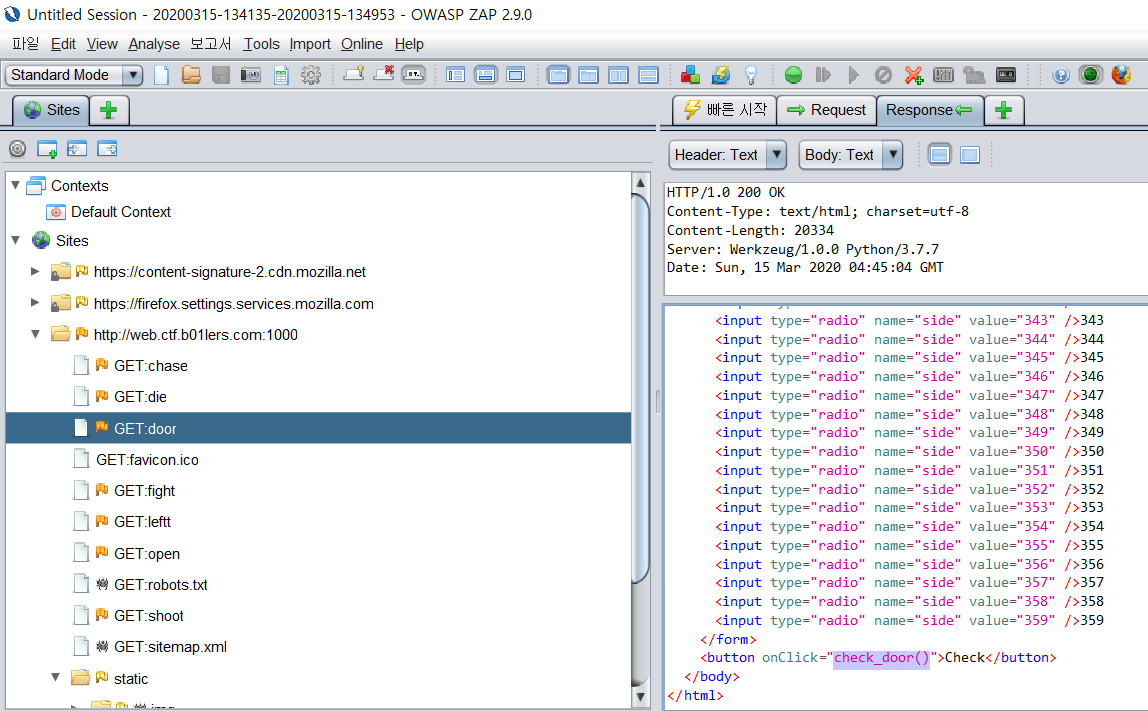 Untitled Session - 20200315-134135-20200315-134953 - OWASP ZAP 2.9.0
파일 Edit View Analyse 보고서 Tools Import Online Help
Standard Mode
Sites
빠른 시작 Request Response
Header: Text Body: Text
Contexts
Default Context
Sites
https://content-signature-2.cdn.mozilla.net
https://firefox.settings.services.mozilla.com
http://web.ctf.b01lers.com:1000
GET:chase
GET:die
GET:door
GET:favicon.ico
GET:fight
GET:leftt
GET:open
GET:robots.txt
GET:shoot
GET:sitemap.xml
static
HTTP/1.0 200 OK
Content-Type: text/html; charset=utf-8
Content-Length: 20334
Server: Werkzeug/1.0.0 Python/3.7.7
Date: Sun, 15 Mar 2020 04:45:04 GMT
<input type="radio" name="side" value="343" />343
<input type="radio" name="side" value="344" />344
<input type="radio" name="side" value="345" />345
<input type="radio" name="side" value="346" />346
<input type="radio" name="side" value="347" />347
<input type="radio" name="side" value="348" />348
<input type="radio" name="side" value="349" />349
<input type="radio" name="side" value="350" />350
<input type="radio" name="side" value="351" />351
<input type="radio" name="side" value="352" />352
<input type="radio" name="side" value="353" />353
<input type="radio" name="side" value="354" />354
<input type="radio" name="side" value="355" />355
<input type="radio" name="side" value="356" />356
<input type="radio" name="side" value="357" />357
<input type="radio" name="side" value="358" />358
<input type="radio" name="side" value="359" />359
</form>
<button onClick="check_door()">Check</button>
</body>
</html>